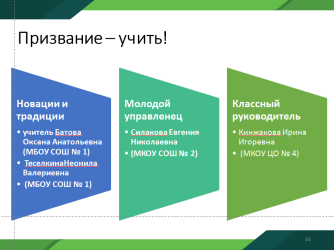 Призвание – учить!
Новации и
традиции
• учитель Батова
Оксана Анатольевна
(МБОУ СОШ № 1)
• ТеселкинаНеонила
Валериевна
• (МБОУ СОШ № 1)
Молодой
управленец
• Силакова Евгения
Николаевна
• (МКОУ СОШ № 2)
Классный
руководитель
• Кинжакова Ирина
Игоревна
• (МКОУ ЦО № 4)